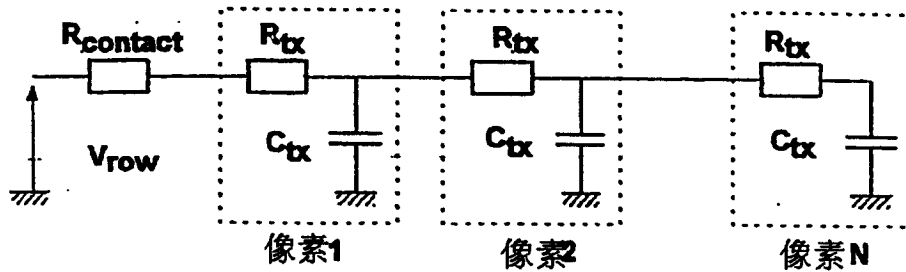 Rcontact
Rtx
Rtx
Rtx
Ctx
Ctx
Ctx
Vrow
像素1
像素2
像素N